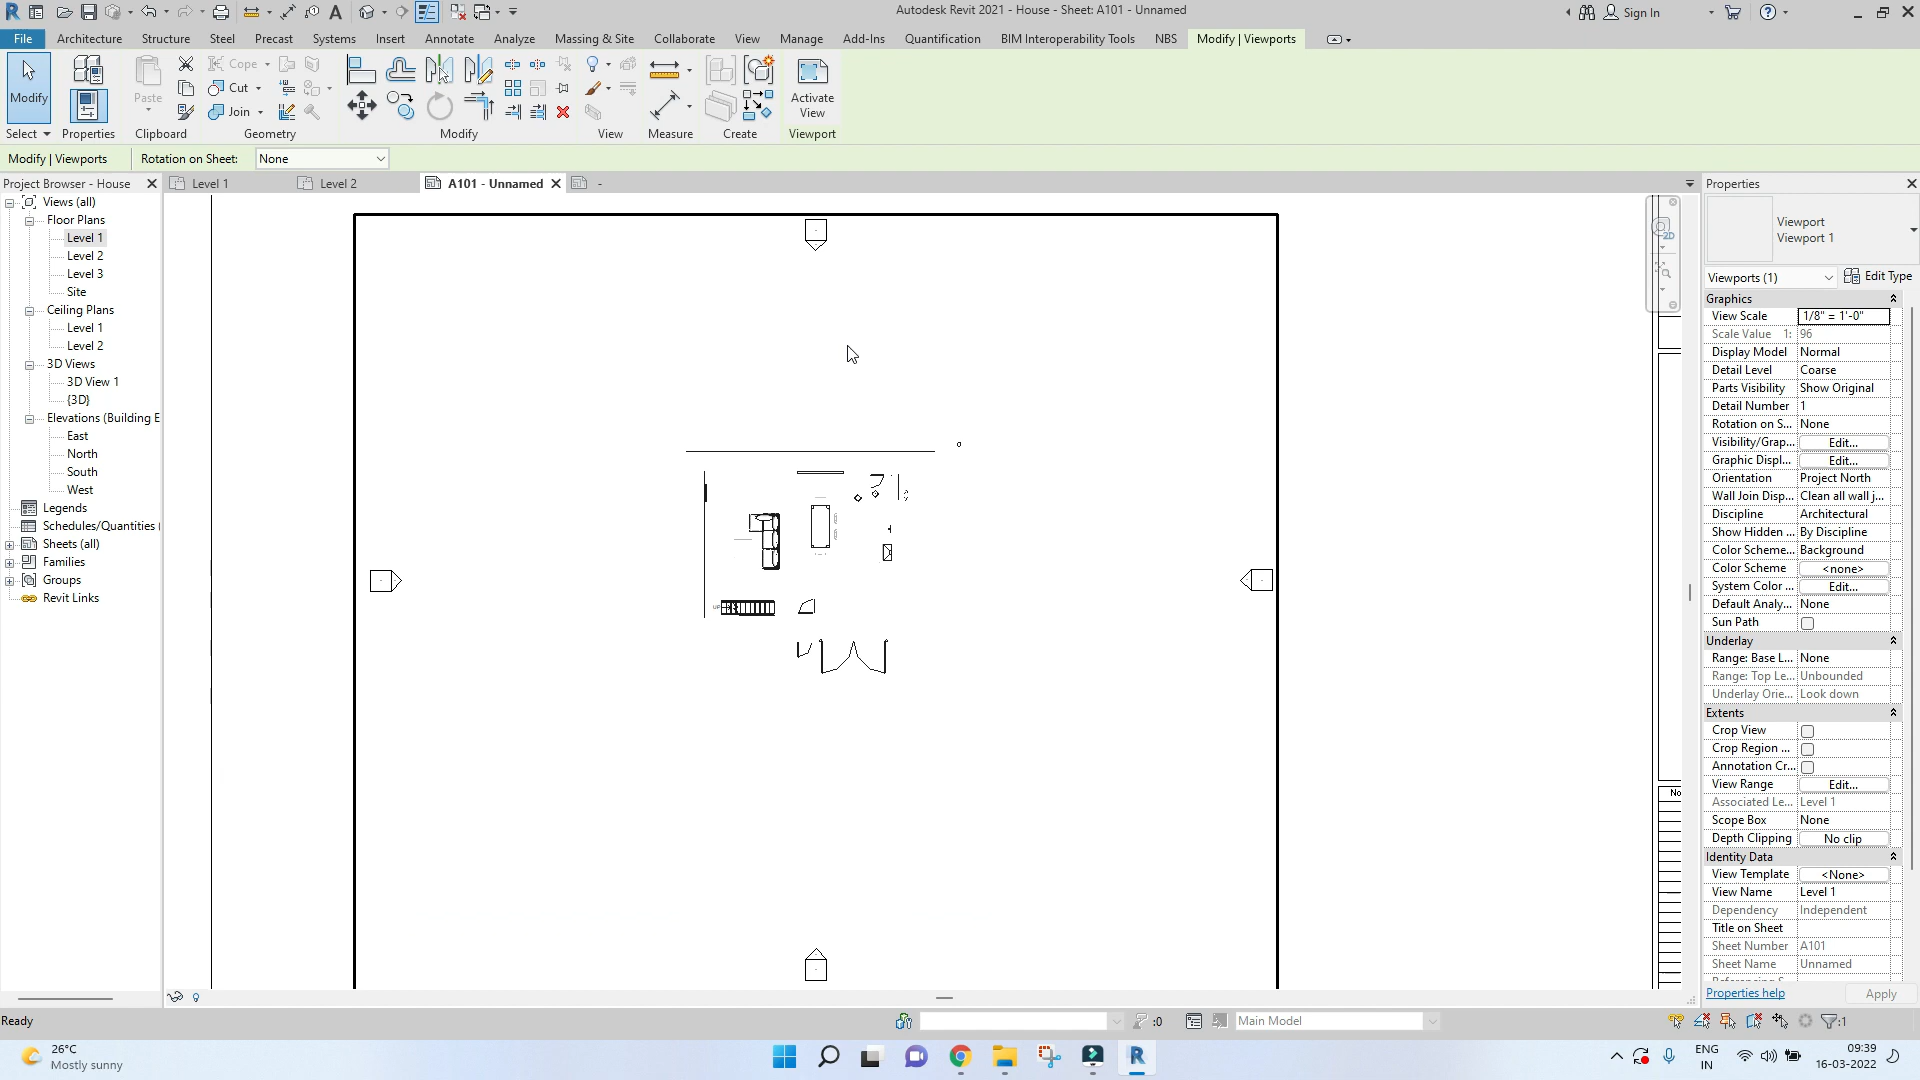 Autodesk Revit 2021 - House - Sheet: A101 - Unnamed
Sign In
File Architecture Structure Steel Precast Systems Insert Annotate Analyze Massing & Site Collaborate View Manage Add-Ins Quantification BIM Interoperability Tools NBS Modify | Viewports
Modify
Paste
Cope
Cut
Join
Activate
View
Select Properties Clipboard Geometry Modify View Measure Create Viewport
Modify | Viewports Rotation on Sheet: None
Project Browser - House
Level 1 Level 2 A101 - Unnamed -
Views (all)
Floor Plans
Level 1
Level 2
Level 3
Site
Ceiling Plans
Level 1
Level 2
3D Views
3D View 1
{3D}
Elevations (Building E
East
North
South
West
Legends
Schedules/Quantities (
Sheets (all)
Families
Groups
Revit Links
UP
2D
No
Properties
Viewport
Viewport 1
Viewports (1) Edit Type
Graphics
View Scale 1/8" = 1'-0"
Scale Value 1: 96
Display Model Normal
Detail Level Coarse
Parts Visibility Show Original
Detail Number 1
Rotation on S... None
Visibility/Grap... Edit...
Graphic Displ... Edit...
Orientation Project North
Wall Join Disp... Clean all wall j...
Discipline Architectural
Show Hidden ... By Discipline
Color Scheme... Background
Color Scheme <none>
System Color ... Edit...
Default Analy... None
Sun Path
Underlay
Range: Base L... None
Range: Top Le... Unbounded
Underlay Orie... Look down
Extents
Crop View
Crop Region ...
Annotation Cr...
View Range Edit...
Associated Le... Level 1
Scope Box None
Depth Clipping No clip
Identity Data
View Template <None>
View Name Level 1
Dependency Independent
Title on Sheet
Sheet Number A101
Sheet Name Unnamed
Properties help Apply
Ready :0 Main Model :1
26°C
Mostly sunny
ENG
IN
09:39
16-03-2022